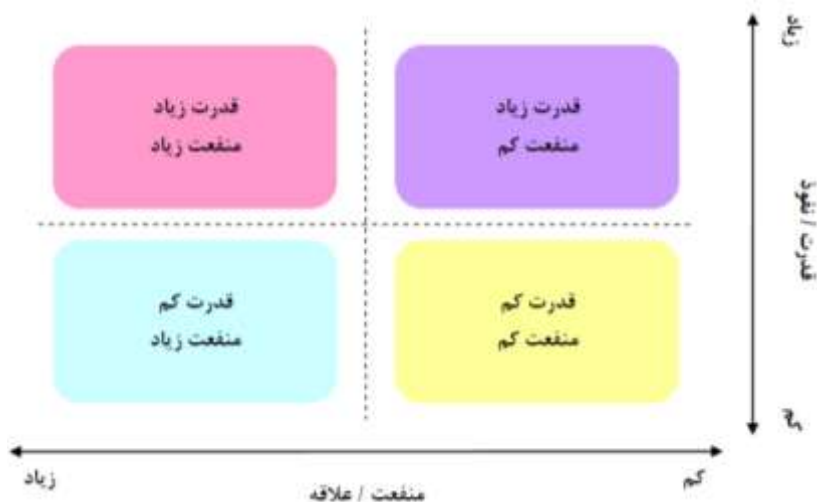 زیاد
قدرت زیاد
منفعت کم
قدرت زیاد
منفعت زیاد
قدرت / نفوذ
قدرت کم
منفعت کم
قدرت کم
منفعت زیاد
کم
کم
منفعت / علاقه
زیاد